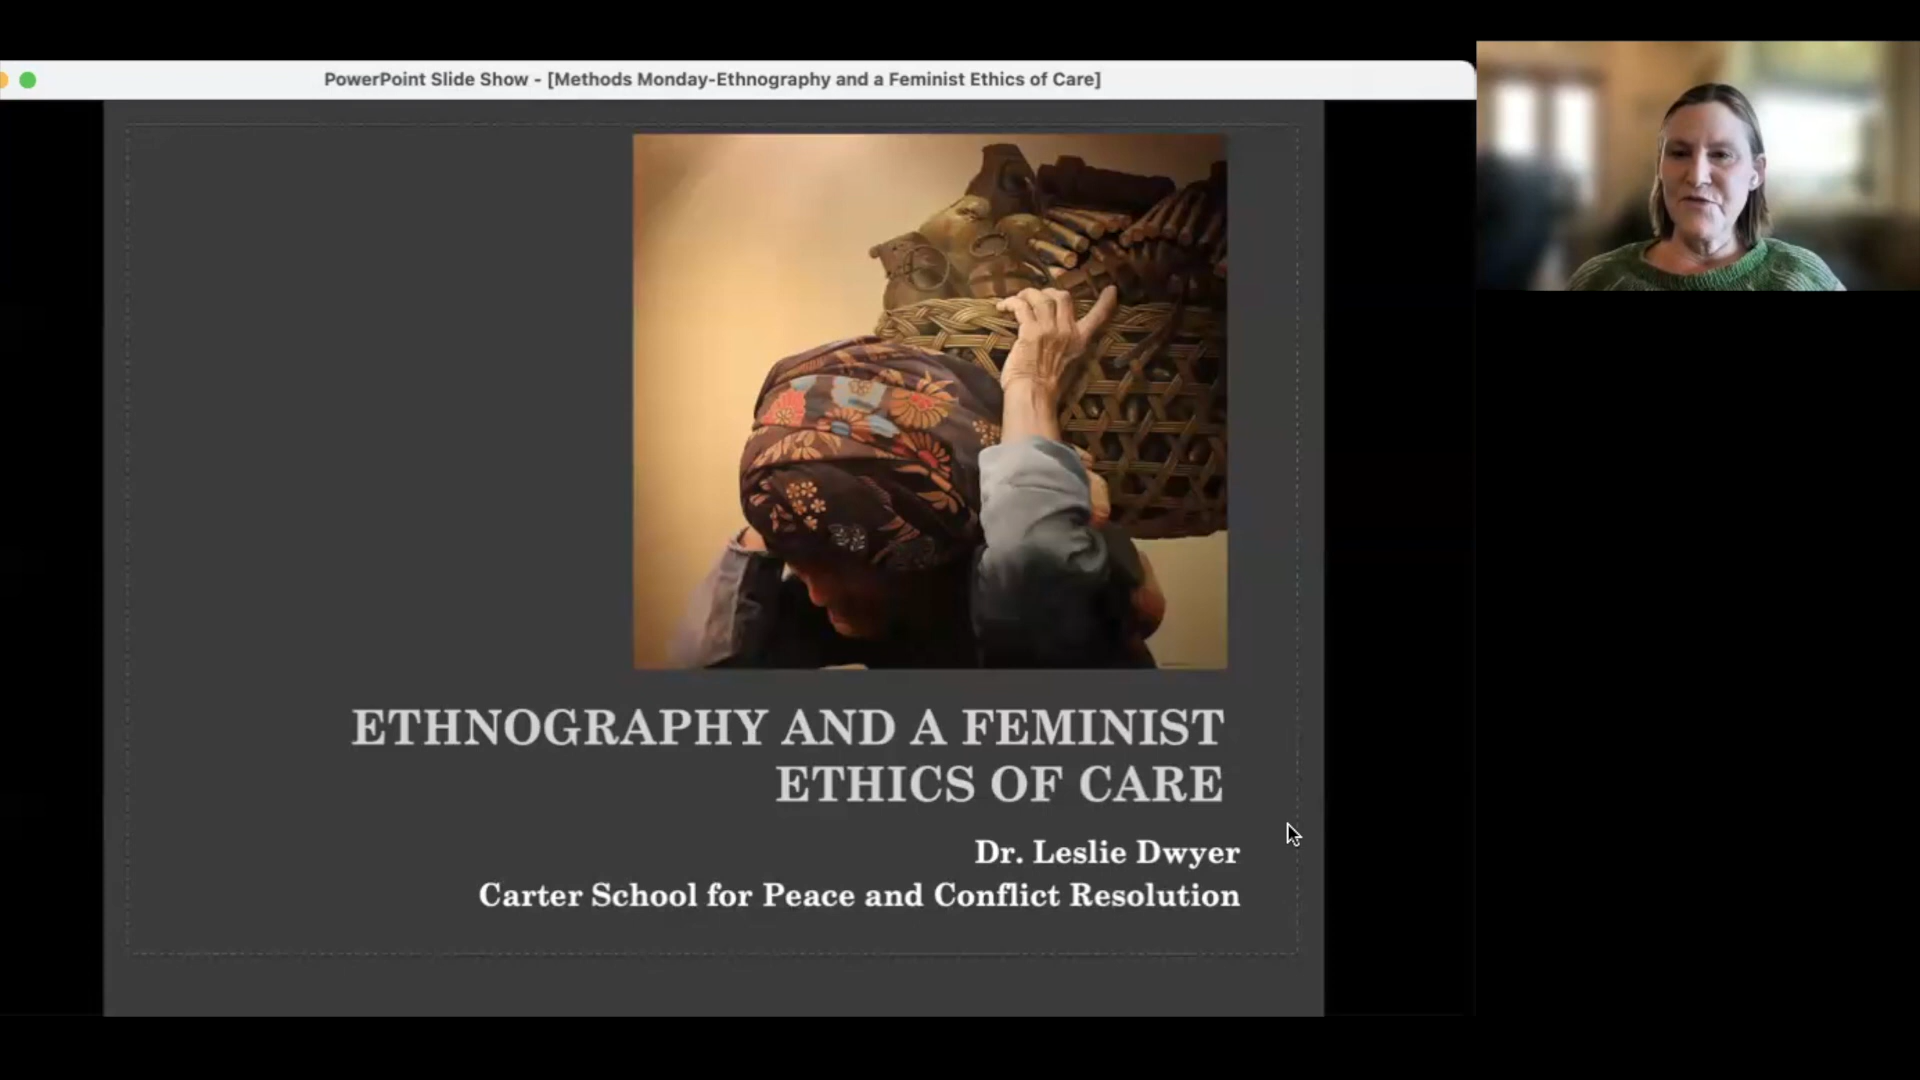 PowerPoint Slide Show - [Methods Monday-Ethnography and a Feminist Ethics of Care]
ETHNOGRAPHY AND A FEMINIST
ETHICS OF CARE
Dr. Leslie Dwyer
Carter School for Peace and Conflict Resolution